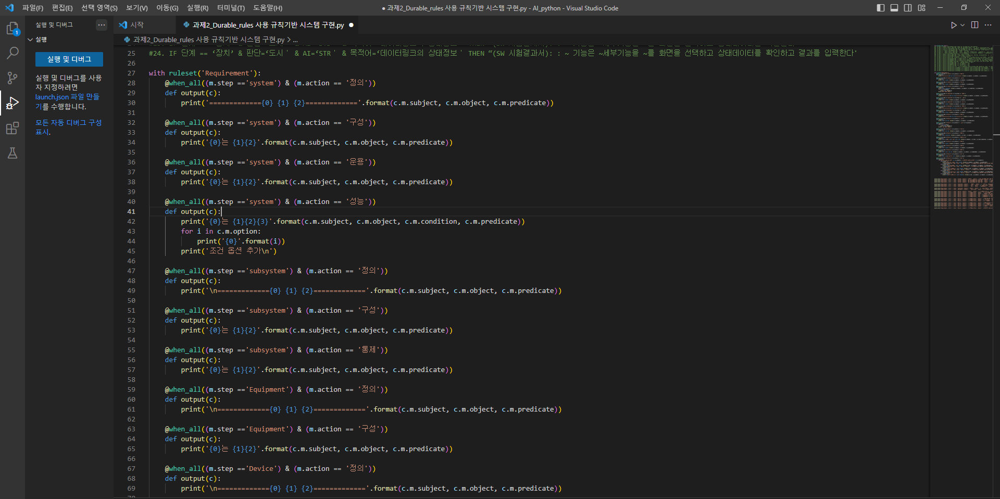 파일(F) 편집(E) 선택 영역(S) 보기(V) 이동(G) 실행(R) 터미널(T) 도움말(H)
● 과제2_Durable_rules 사용 규칙기반 시스템 구현.py - AI_python - Visual Studio Code
실행 및 디버그 ...
시작
과제2_Durable_rules 사용 규칙기반 시스템 구현.py ●
1
실행
과제2_Durable_rules 사용 규칙기반 시스템 구현.py > ...
실행 및 디버그
실행 및 디버그를 사용
자 지정하려면
launch.json 파일 만들
기를 수행합니다.
모든 자동 디버그 구성
표시.
25 #24. IF 단계 == ‘장치’ & 판단=‘도시' & AI=‘STR' & 목적어=‘데이터링크의 상태정보' THEN “(SW 시험결과서): : ~ 기능은 ~세부기능을 ~를 화면을 선택하고 상태데이터를 확인하고 결과를 입력한다'
26
27 with ruleset('Requirement'):
28 @when_all((m.step =='system') & (m.action == '정의'))
29 def output(c):
30 print('============={0} {1} {2}============='.format(c.m.subject, c.m.object, c.m.predicate))
31
32 @when_all((m.step =='system') & (m.action == '구성'))
33 def output(c):
34 print('{0}는 {1}{2}'.format(c.m.subject, c.m.object, c.m.predicate))
35
36 @when_all((m.step =='system') & (m.action == '운용'))
37 def output(c):
38 print('{0}는 {1}{2}'.format(c.m.subject, c.m.object, c.m.predicate))
39
40 @when_all((m.step =='system') & (m.action == '성능'))
41 def output(c):
42 print('{0}는 {1}{2}{3}'.format(c.m.subject, c.m.object, c.m.condition, c.m.predicate))
43 for i in c.m.option:
44 print('{0}'.format(i))
45 print('조건 옵션 추가\n')
46
47 @when_all((m.step =='subsystem') & (m.action == '정의'))
48 def output(c):
49 print('\n============={0} {1} {2}============='.format(c.m.subject, c.m.object, c.m.predicate))
50
51 @when_all((m.step =='subsystem') & (m.action == '구성'))
52 def output(c):
53 print('{0}는 {1}{2}'.format(c.m.subject, c.m.object, c.m.predicate))
54
55 @when_all((m.step =='subsystem') & (m.action == '통제'))
56 def output(c):
57 print('{0}는 {1}{2}'.format(c.m.subject, c.m.object, c.m.predicate))
58
59 @when_all((m.step =='Equipment') & (m.action == '정의'))
60 def output(c):
61 print('\n============={0} {1} {2}============='.format(c.m.subject, c.m.object, c.m.predicate))
62
63 @when_all((m.step =='Equipment') & (m.action == '구성'))
64 def output(c):
65 print('{0}는 {1}{2}'.format(c.m.subject, c.m.object, c.m.predicate))
66
67 @when_all((m.step =='Device') & (m.action == '정의'))
68 def output(c):
69 print('\n============={0} {1} {2}============='.format(c.m.subject, c.m.object, c.m.predicate))